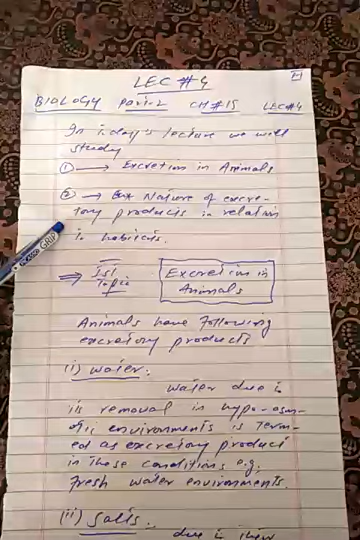 LEC #4
BIOLOGY Part-2 CH#15 LEC#4
In today's lecture we will
study
① → Excretion in Animals
② → Nature of excre-
tory products in relation
to habitats.
⇒ Ist
Topic
Excretion in
Animals
Animals have following
excretory products
(i) Water.
Water due to
its removal in hypo-osm-
otic environments is term-
ed as excretory product
in these conditions e.g,
Fresh water environments.
(ii) Salts.
due to their
GRIP